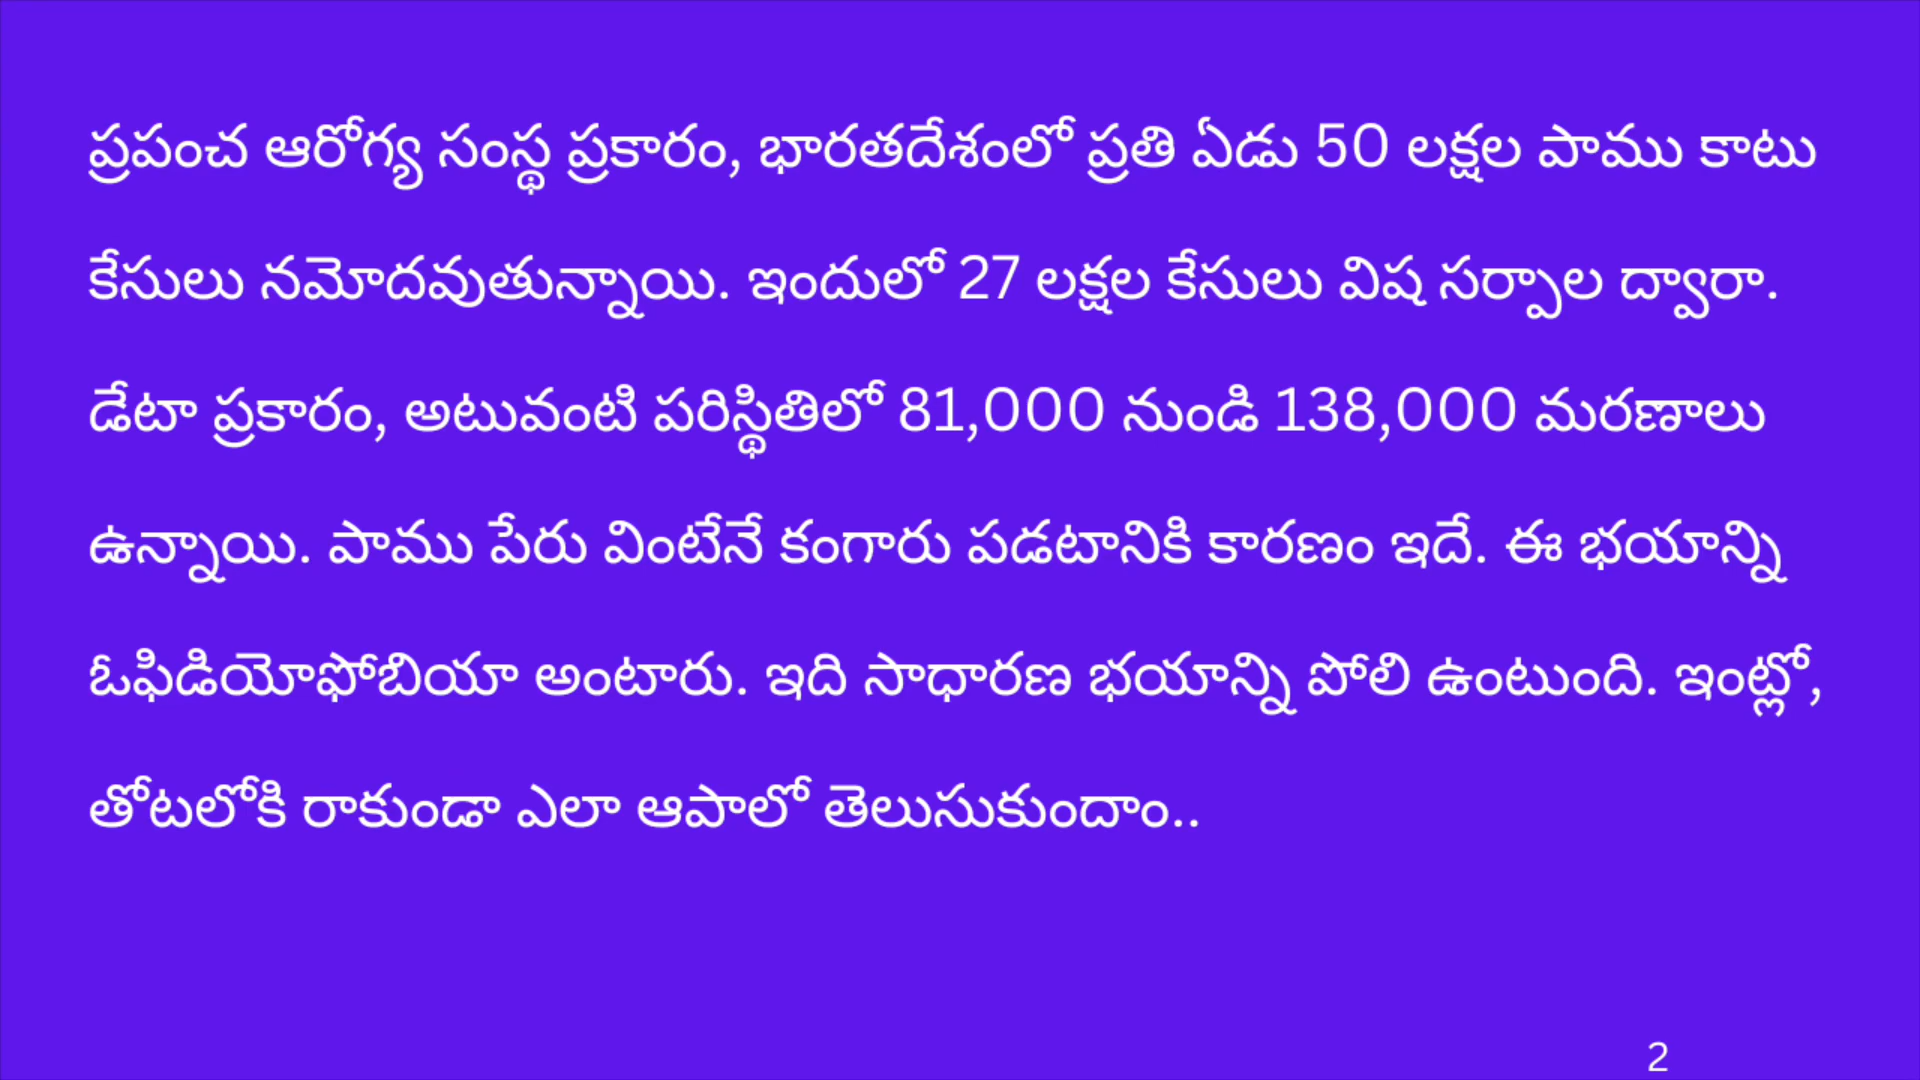 ప్రపంచ ఆరోగ్య సంస్థ ప్రకారం, భారతదేశంలో ప్రతి ఏడు 50 లక్షల పాము కాటు
కేసులు నమోదవుతున్నాయి. ఇందులో 27 లక్షల కేసులు విష సర్పాల ద్వారా.
డేటా ప్రకారం, అటువంటి పరిస్థితిలో 81,000 నుండి 138,000 మరణాలు
ఉన్నాయి. పాము పేరు వింటేనే కంగారు పడటానికి కారణం ఇదే. ఈ భయాన్ని
ఓఫిడియోఫోబియా అంటారు. ఇది సాధారణ భయాన్ని పోలి ఉంటుంది. ఇంట్లో,
తోటలోకి రాకుండా ఎలా ఆపాలో తెలుసుకుందాం..
2